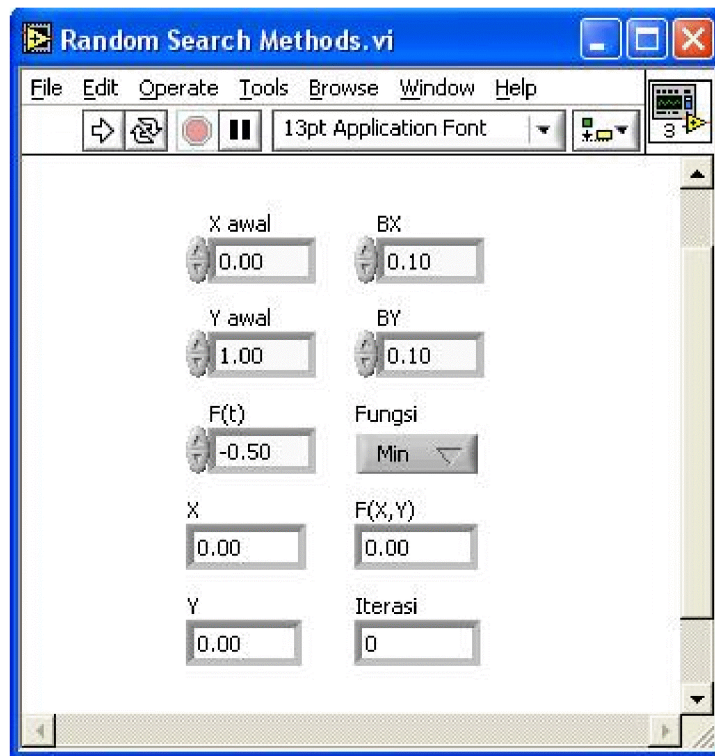 Random Search Methods.vi
File Edit Operate Tools Browse Window Help
13pt Application Font
3
X awal BX
0.00 0.10
Y awal BY
1.00 0.10
F(t) Fungsi
-0.50 Min
X F(X,Y)
0.00 0.00
Y Iterasi
0.00 0